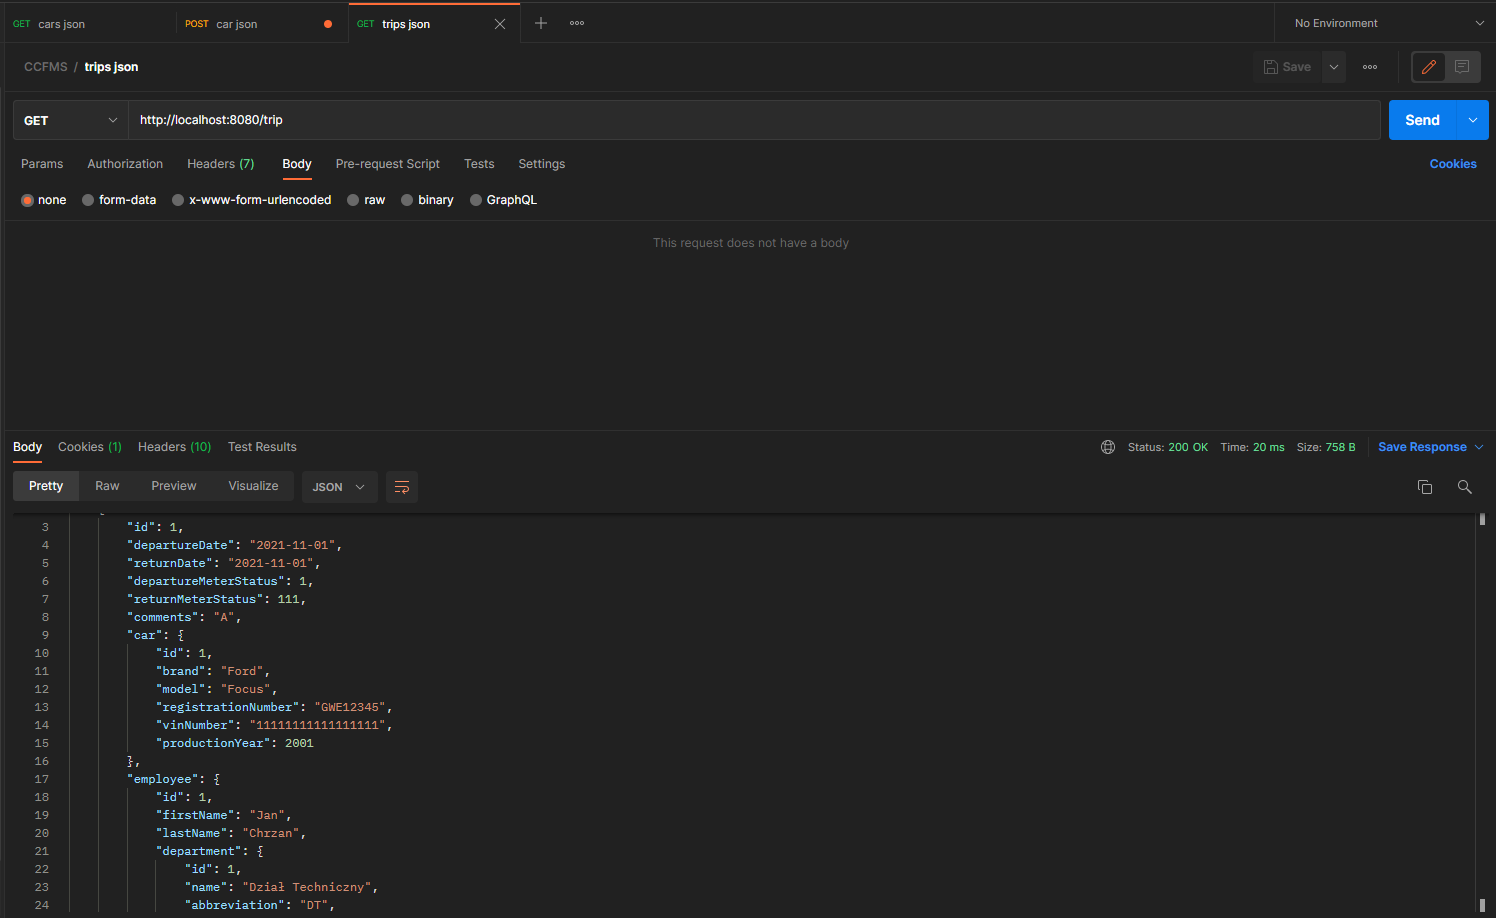 GET cars json POST car json GET trips json No Environment
CCFMS / trips json Save
GET http://localhost:8080/trip Send
Params Authorization Headers (7) Body Pre-request Script Tests Settings Cookies
none form-data x-www-form-urlencoded raw binary GraphQL
This request does not have a body
Body Cookies (1) Headers (10) Test Results Status: 200 OK Time: 20 ms Size: 758 B Save Response
Pretty Raw Preview Visualize JSON
3 "id": 1,
4 "departureDate": "2021-11-01",
5 "returnDate": "2021-11-01",
6 "departureMeterStatus": 1,
7 "returnMeterStatus": 111,
8 "comments": "A",
9 "car": {
10 "id": 1,
11 "brand": "Ford",
12 "model": "Focus",
13 "registrationNumber": "GWE12345",
14 "vinNumber": "11111111111111111",
15 "productionYear": 2001
16 },
17 "employee": {
18 "id": 1,
19 "firstName": "Jan",
20 "lastName": "Chrzan",
21 "department": {
22 "id": 1,
23 "name": "Dział Techniczny",
24 "abbreviation": "DT",